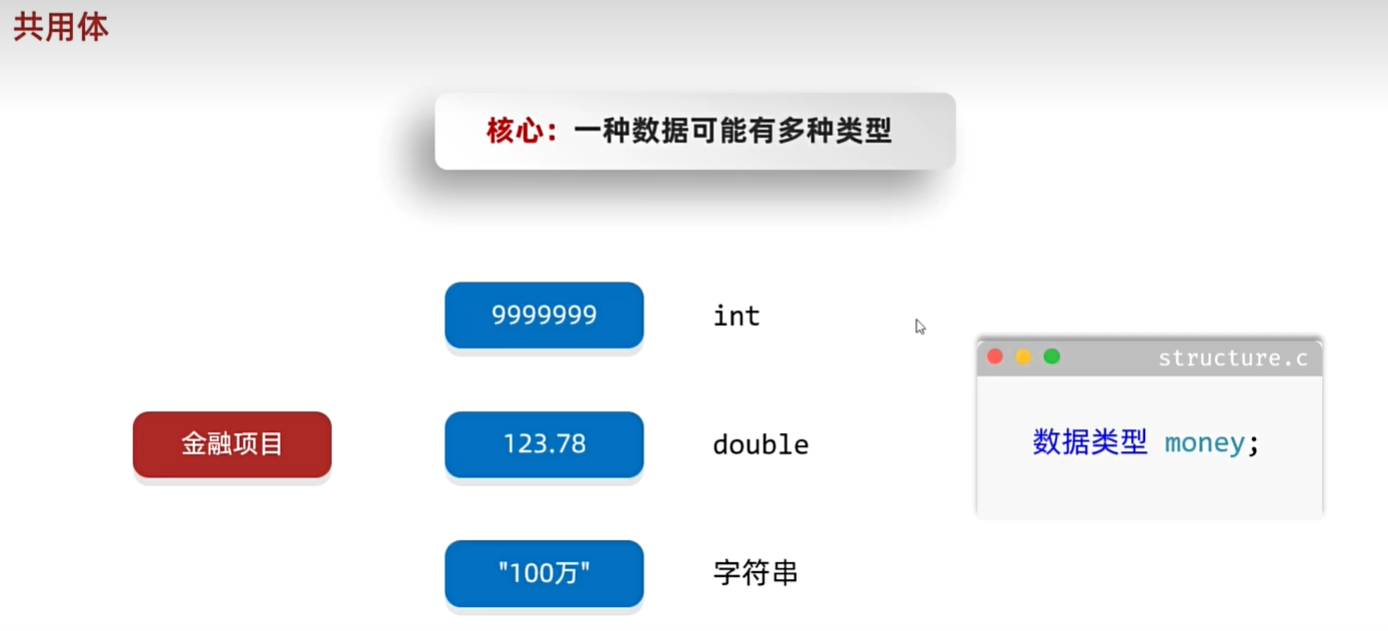 共用体
核心：一种数据可能有多种类型
9999999 int
structure.c
金融项目 123.78 double
数据类型 money;
"100万" 字符串